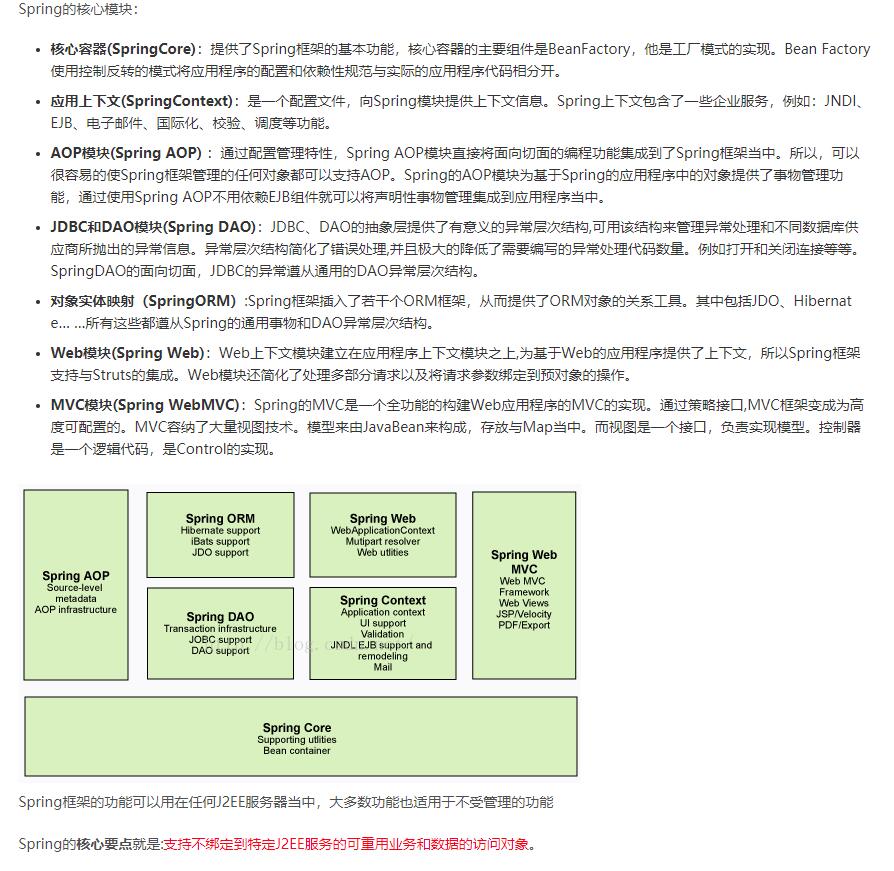 Spring的核心模块：
核心容器(SpringCore)：提供了Spring框架的基本功能，核心容器的主要组件是BeanFactory，他是工厂模式的实现。Bean Factory
使用控制反转的模式将应用程序的配置和依赖性规范与实际的应用程序代码相分开。
应用上下文(SpringContext)：是一个配置文件，向Spring模块提供上下文信息。Spring上下文包含了一些企业服务，例如：JNDI、
EJB、电子邮件、国际化、校验、调度等功能。
AOP模块(Spring AOP) ：通过配置管理特性，Spring AOP模块直接将面向切面的编程功能集成到了Spring框架当中。所以，可以
很容易的使Spring框架管理的任何对象都可以支持AOP。Spring的AOP模块为基于Spring的应用程序中的对象提供了事物管理功
能，通过使用Spring AOP不用依赖EJB组件就可以将声明性事物管理集成到应用程序当中。
JDBC和DAO模块(Spring DAO)：JDBC、DAO的抽象层提供了有意义的异常层次结构,可用该结构来管理异常处理和不同数据库供
应商所抛出的异常信息。异常层次结构简化了错误处理,并且极大的降低了需要编写的异常处理代码数量。例如打开和关闭连接等等。
SpringDAO的面向切面，JDBC的异常遵从通用的DAO异常层次结构。
对象实体映射（SpringORM）:Spring框架插入了若干个ORM框架，从而提供了ORM对象的关系工具。其中包括JDO、Hibernat
e... ...所有这些都遵从Spring的通用事物和DAO异常层次结构。
Web模块(Spring Web)：Web上下文模块建立在应用程序上下文模块之上,为基于Web的应用程序提供了上下文，所以Spring框架
支持与Struts的集成。Web模块还简化了处理多部分请求以及将请求参数绑定到预对象的操作。
MVC模块(Spring WebMVC)：Spring的MVC是一个全功能的构建Web应用程序的MVC的实现。通过策略接口,MVC框架变成为高
度可配置的。MVC容纳了大量视图技术。模型来由JavaBean来构成，存放与Map当中。而视图是一个接口，负责实现模型。控制器
是一个逻辑代码，是Control的实现。
Spring AOP
Source-level
metadata
AOP infrastructure
Spring ORM
Hibernate support
iBats support
JDO support
Spring DAO
Transaction infrastructure
JOBC support
DAO support
Spring Web
WebApplicationContext
Mutipart resolver
Web utlities
Spring Context
Application context
UI support
Validation
JNDI EJB support and
remodeling
Mail
Spring Web
MVC
Web MVC
Framework
Web Views
JSP/Velocity
PDF/Export
Spring Core
Supporting utlities
Bean container
Spring框架的功能可以用在任何J2EE服务器当中，大多数功能也适用于不受管理的功能
Spring的核心要点就是:支持不绑定到特定J2EE服务的可重用业务和数据的访问对象。